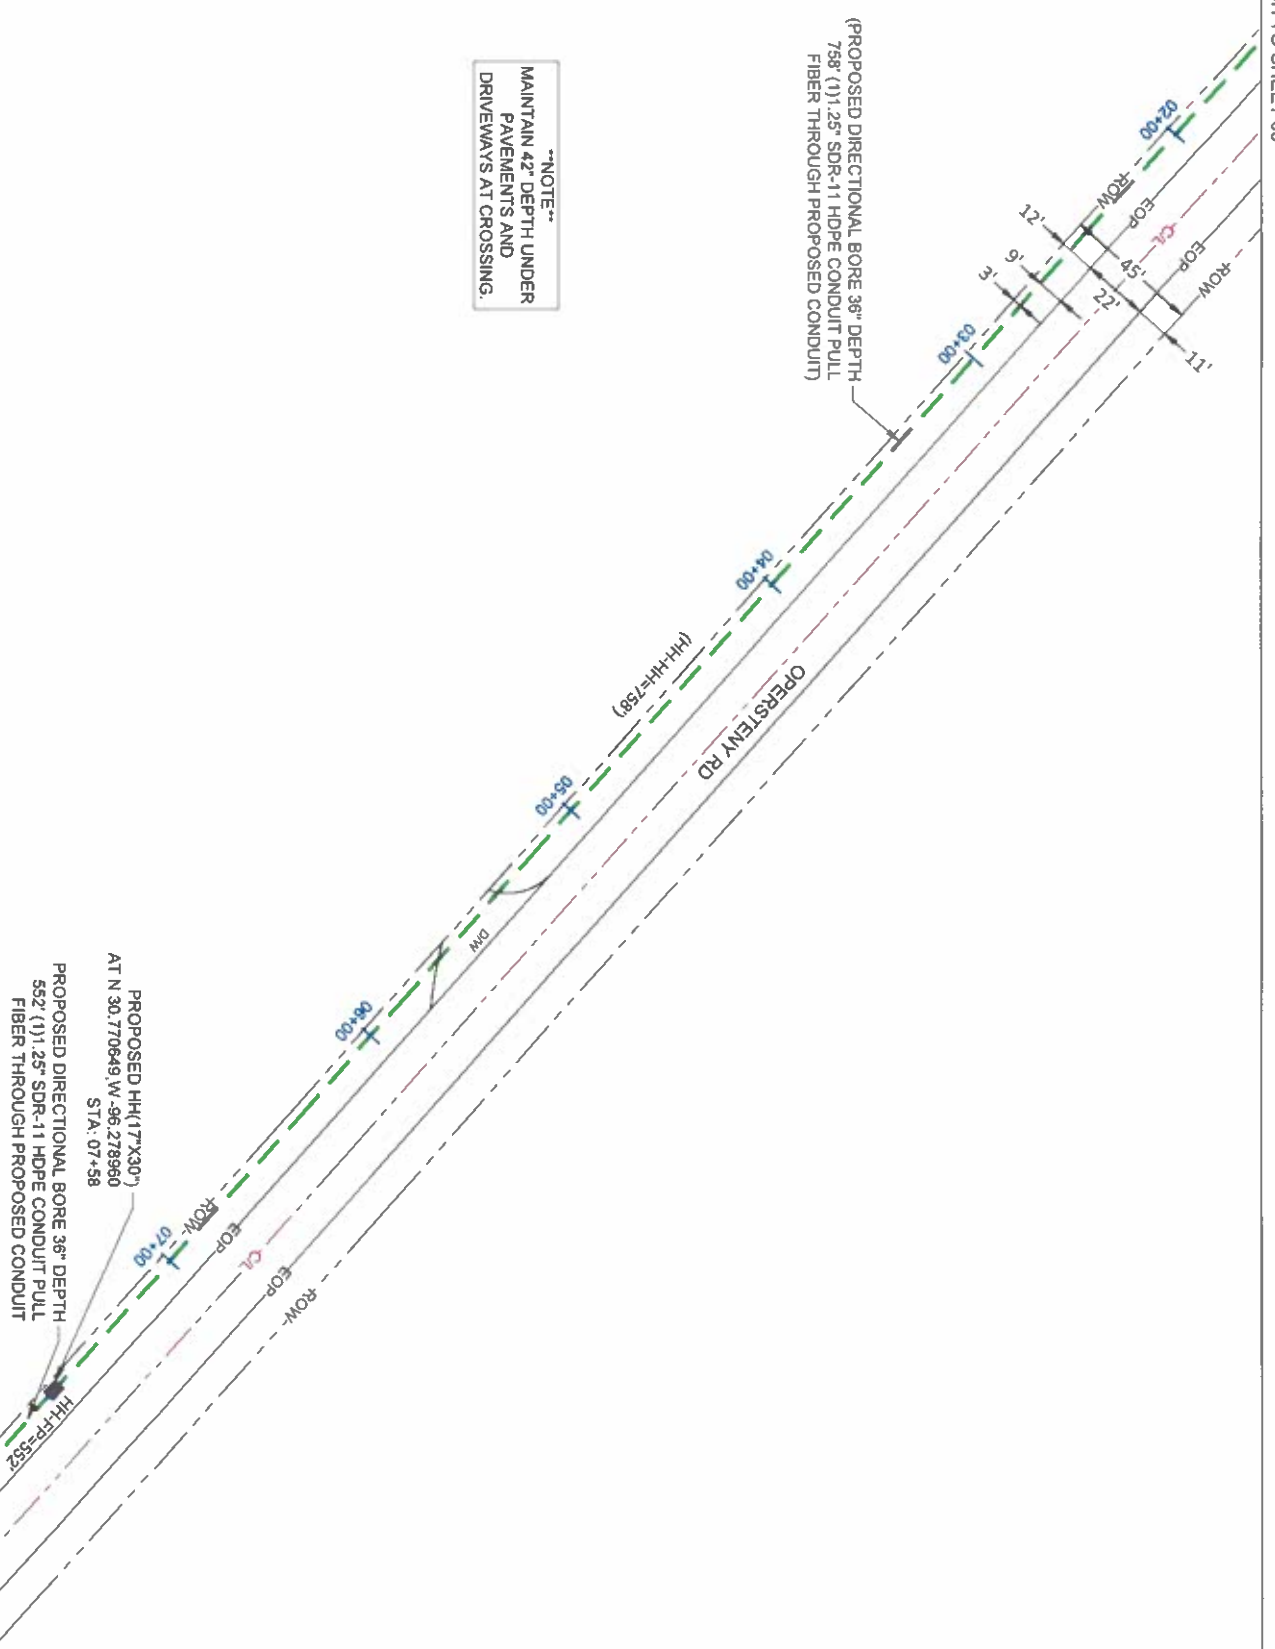 02+00
ROW
EOP
C/L
EOP
ROW
12'
45'
9'
22'
3'
11'
03+00
(PROPOSED DIRECTIONAL BORE 36" DEPTH
758' (1)1.25" SDR-11 HDPE CONDUIT PULL
FIBER THROUGH PROPOSED CONDUIT)
**NOTE**
MAINTAIN 42" DEPTH UNDER
PAVEMENTS AND
DRIVEWAYS AT CROSSING.
04+00
(HH-HH=758')
OPERSTENY RD
05+00
D/W
06+00
PROPOSED HH(17"X30")
AT N 30.770649,W -96.278960
STA: 07+58
PROPOSED DIRECTIONAL BORE 36" DEPTH
552' (1)1.25" SDR-11 HDPE CONDUIT PULL
FIBER THROUGH PROPOSED CONDUIT
07+00
ROW
EOP
C/L
EOP
ROW
HH-FP=552'